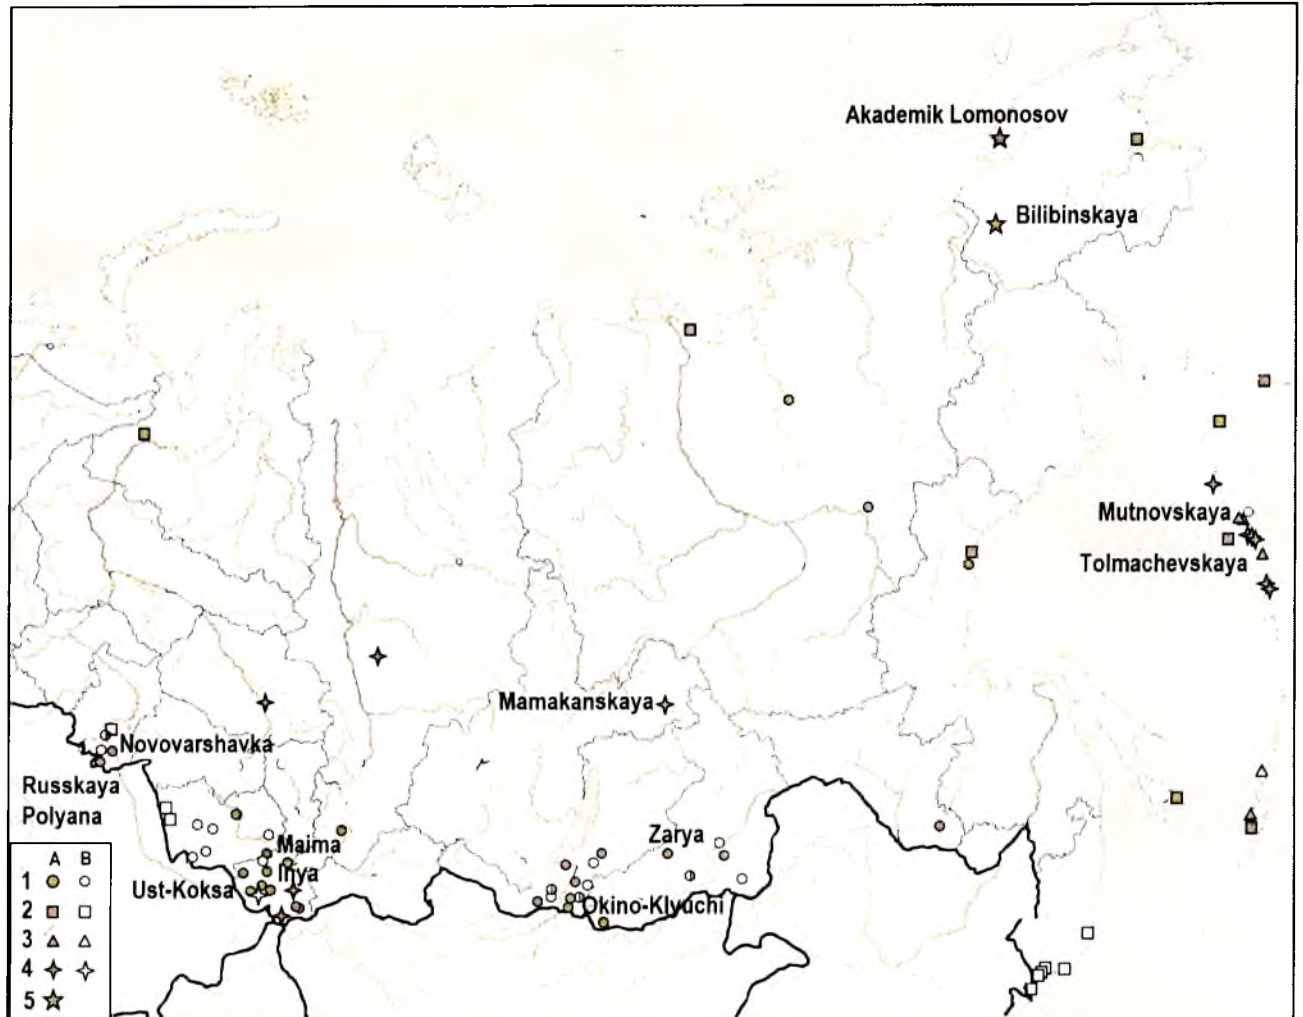 Akademik Lomonosov
Bilibinskaya
Mutnovskaya
Tolmachevskaya
Mamakanskaya
Novovarshavka
Russkaya
Polyana
Zarya
Maima
Inya
Ust-Koksa
Okino-Klyuchi
A B
1
2
3
4
5